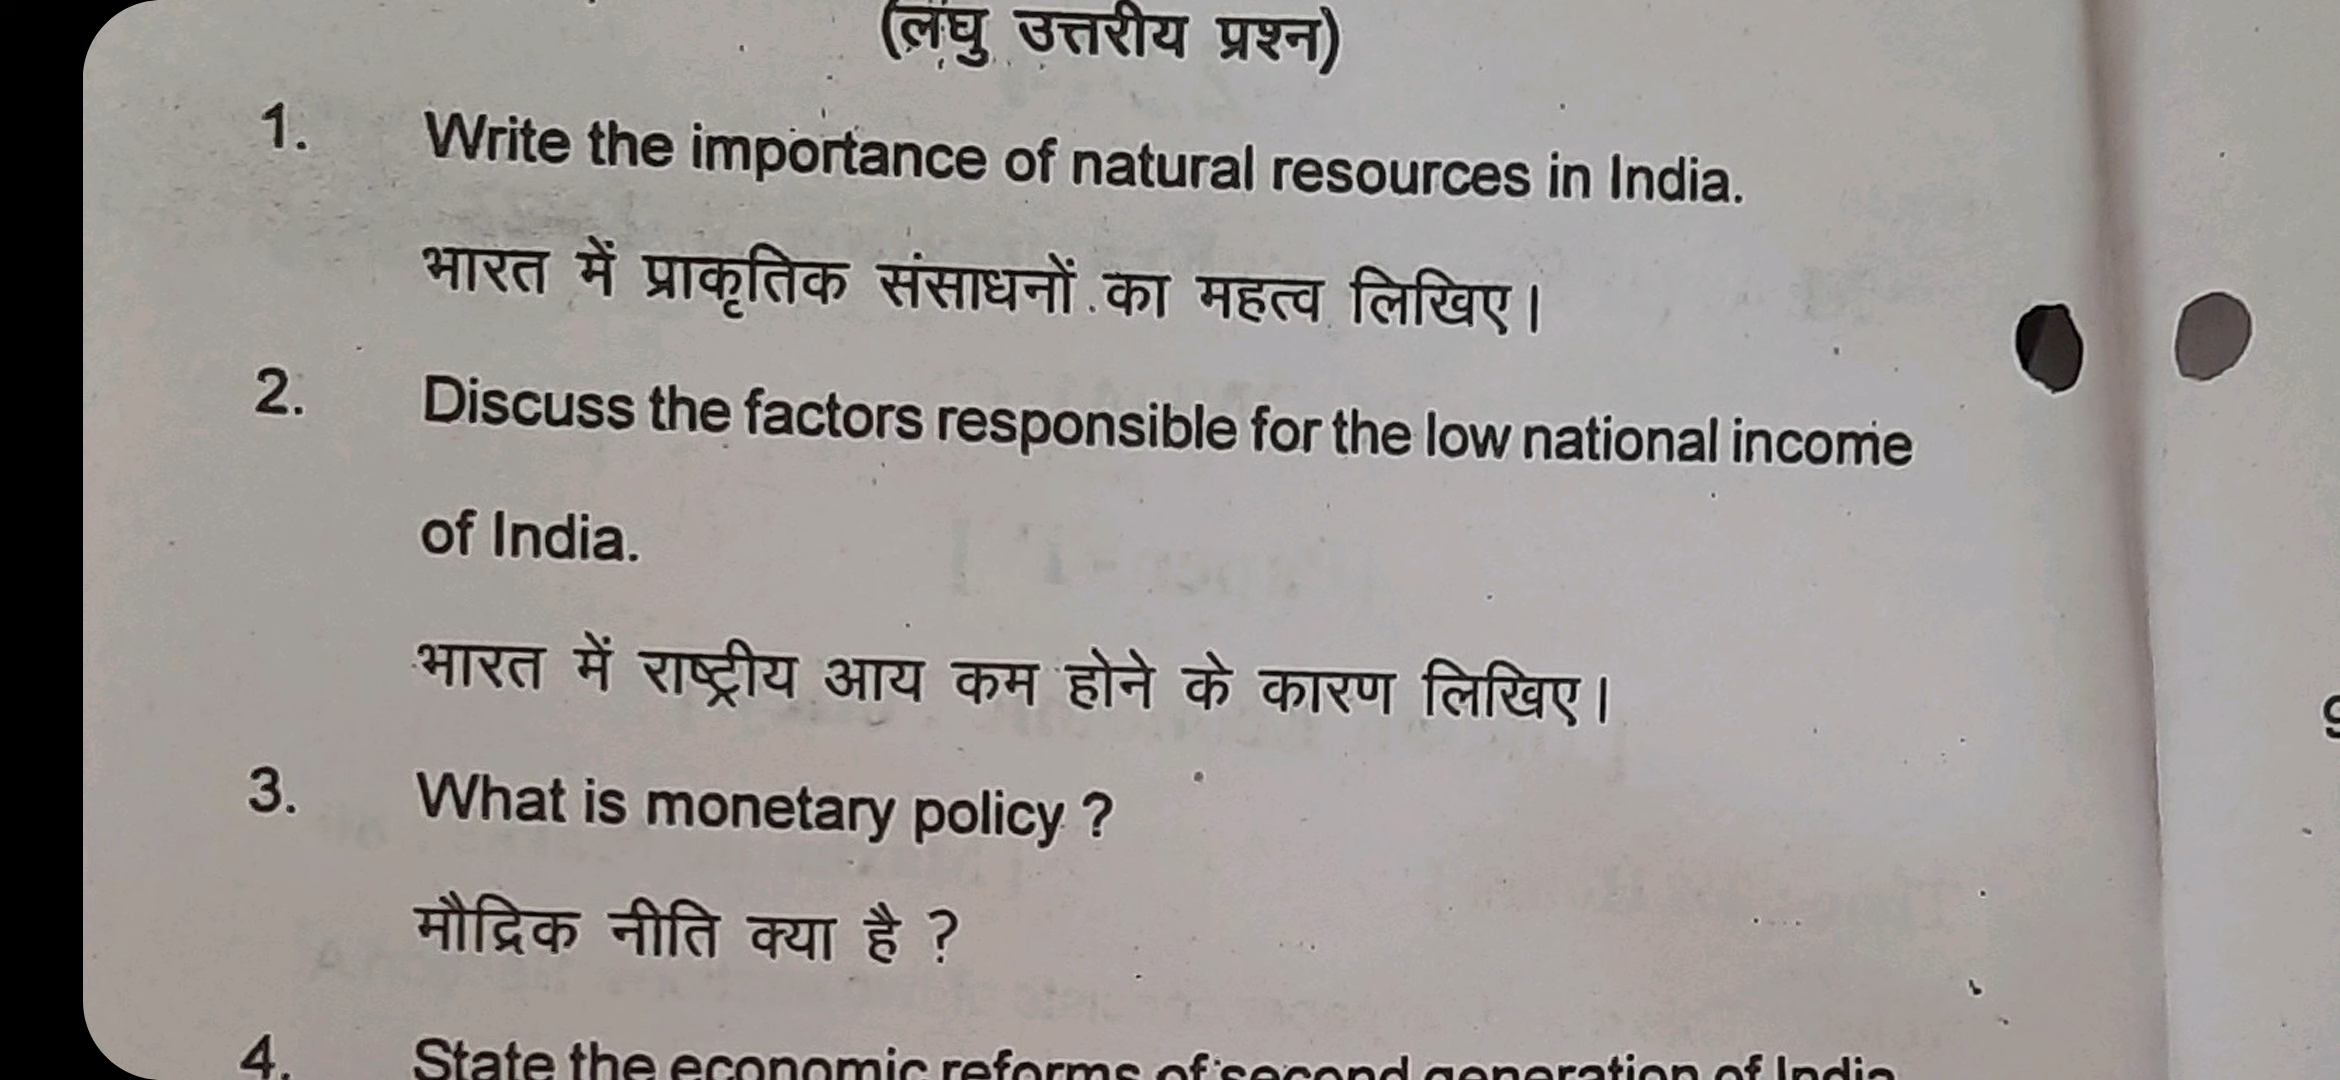 (लघु उत्तरीय प्रश्न)
1. Write the importance of natural resources in India.
भारत में प्राकृतिक संसाधनों का महत्व लिखिए।
2. Discuss the factors responsible for the low national income
of India.
भारत में राष्ट्रीय आय कम होने के कारण लिखिए।
3. What is monetary policy ?
मौद्रिक नीति क्या है ?
4. State the economic reforms of second generation of India